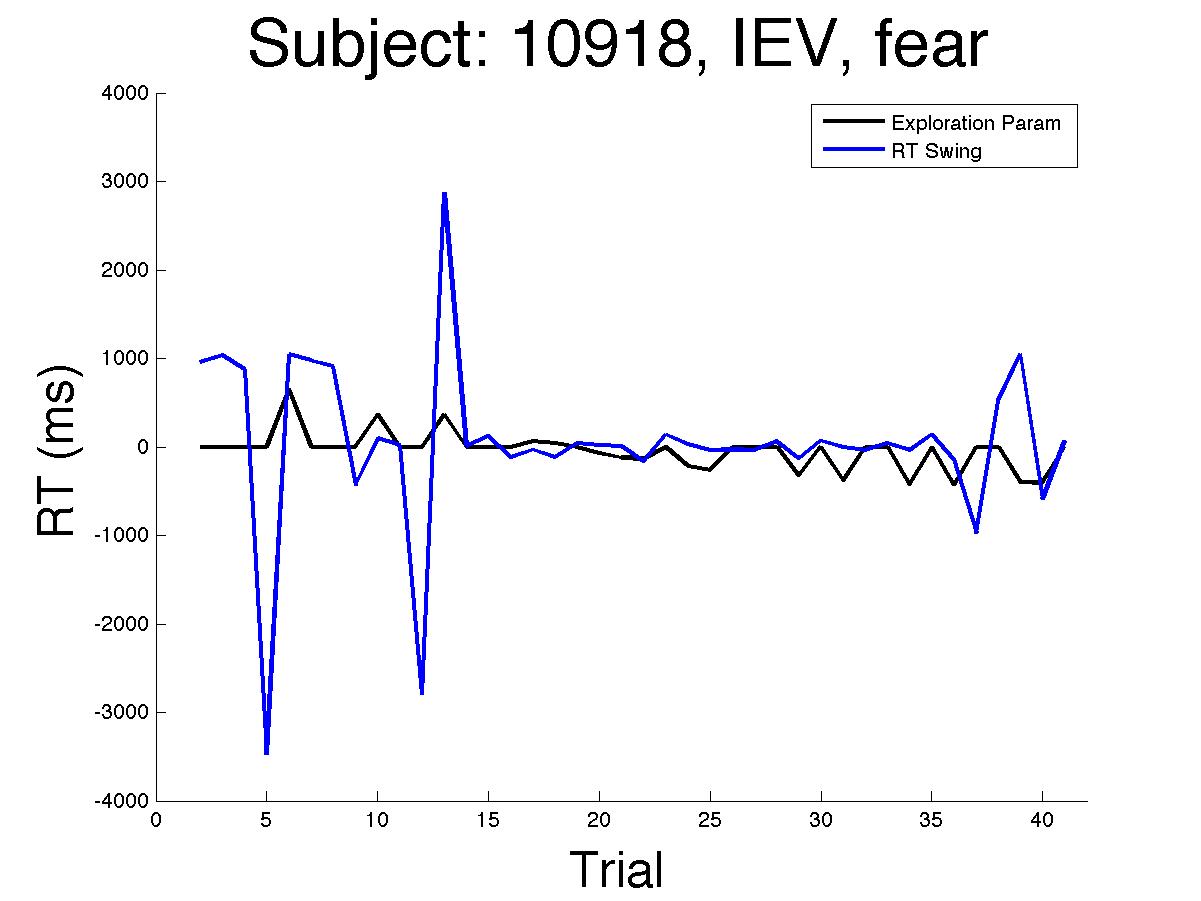 Subject: 10918, IEV, fear
Exploration Param
RT Swing
4000
3000
2000
1000
0
-1000
-2000
-3000
-4000
RT (ms)
0 5 10 15 20 25 30 35 40
Trial